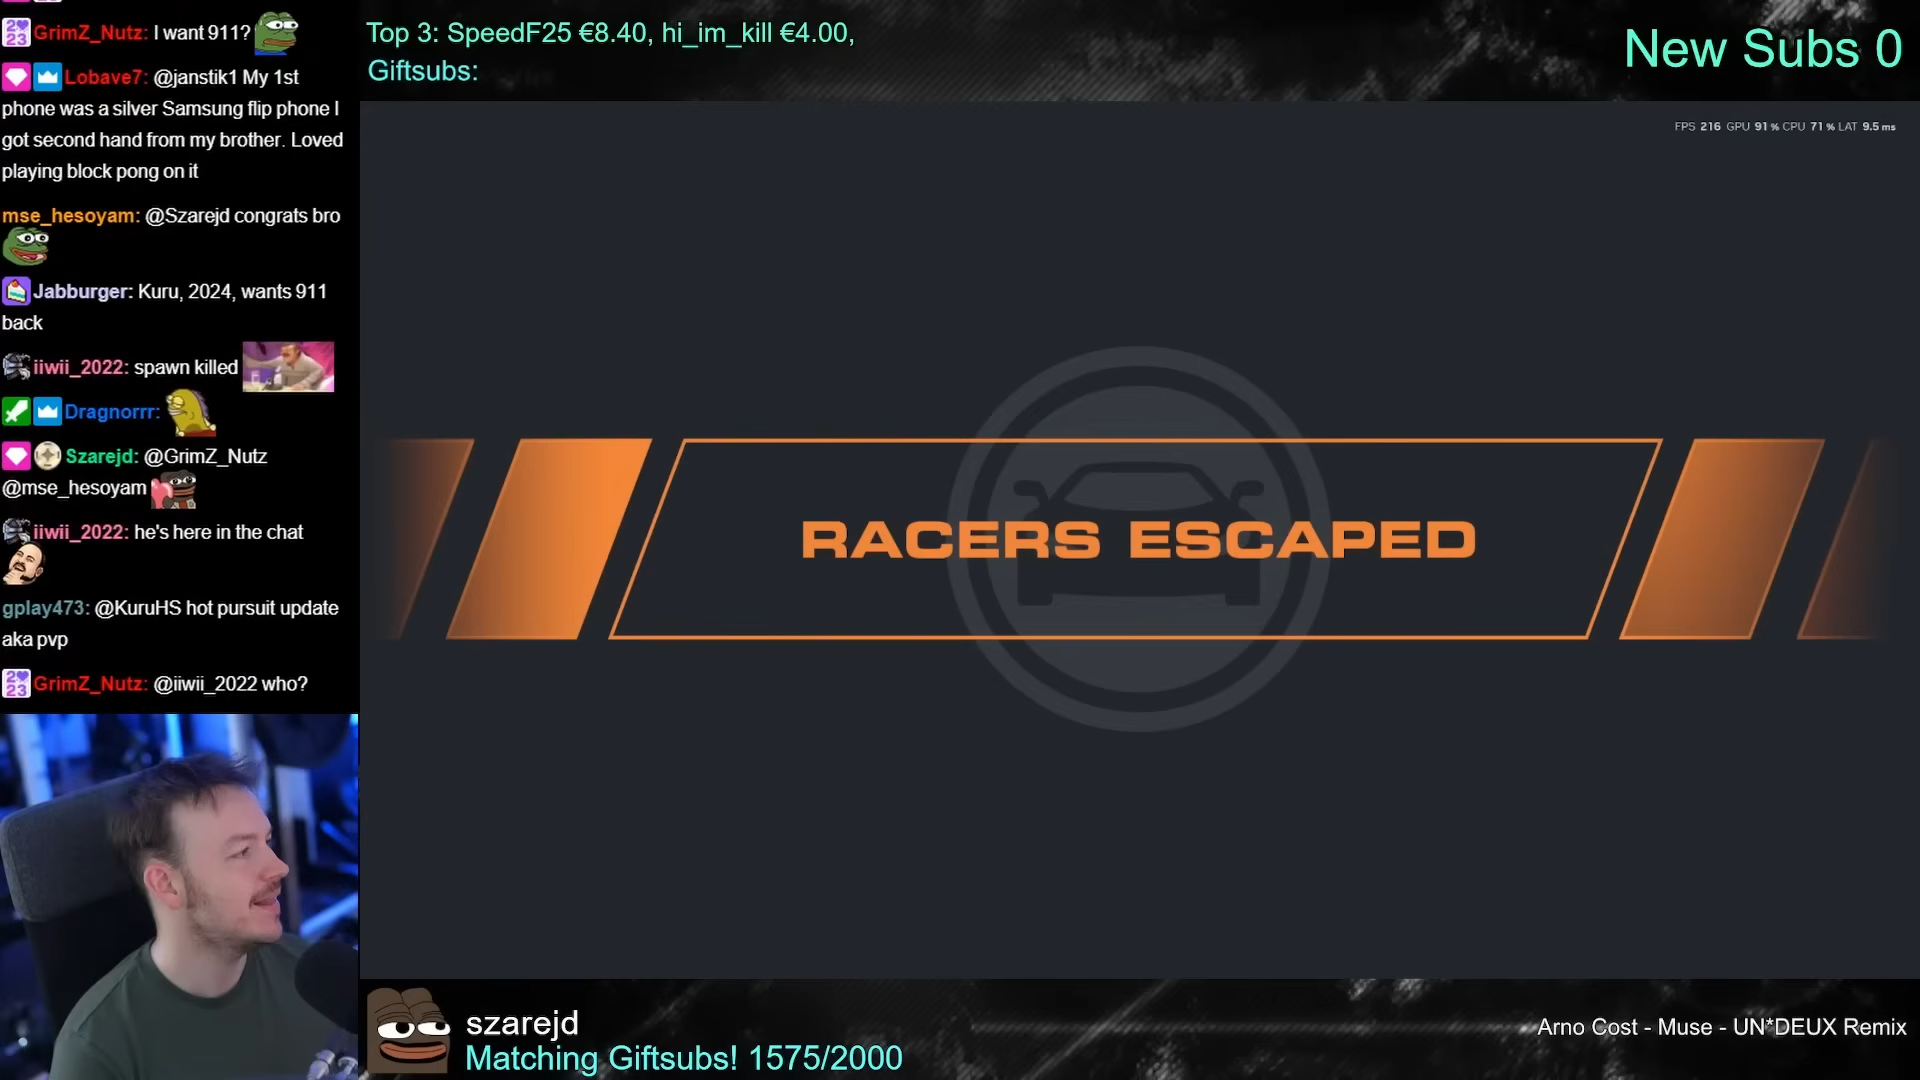 GrimZ_Nutz: I want 911?
Lobave7: @janstik1 My 1st
phone was a silver Samsung flip phone I
got second hand from my brother. Loved
playing block pong on it
mse_hesoyam: @Szarejd congrats bro
Jabburger: Kuru, 2024, wants 911
back
iiwii_2022: spawn killed
Dragnorrr:
Szarejd: @GrimZ_Nutz
@mse_hesoyam
iiwii_2022: he's here in the chat
gplay473: @KuruHS hot pursuit update
aka pvp
GrimZ_Nutz: @iiwii_2022 who?
Top 3: SpeedF25 €8.40, hi_im_kill €4.00,
Giftsubs:
New Subs 0
FPS 216 GPU 91 % CPU 71 % LAT 9.5 ms
RACERS ESCAPED
szarejd
Matching Giftsubs! 1575/2000
Arno Cost - Muse - UN*DEUX Remix